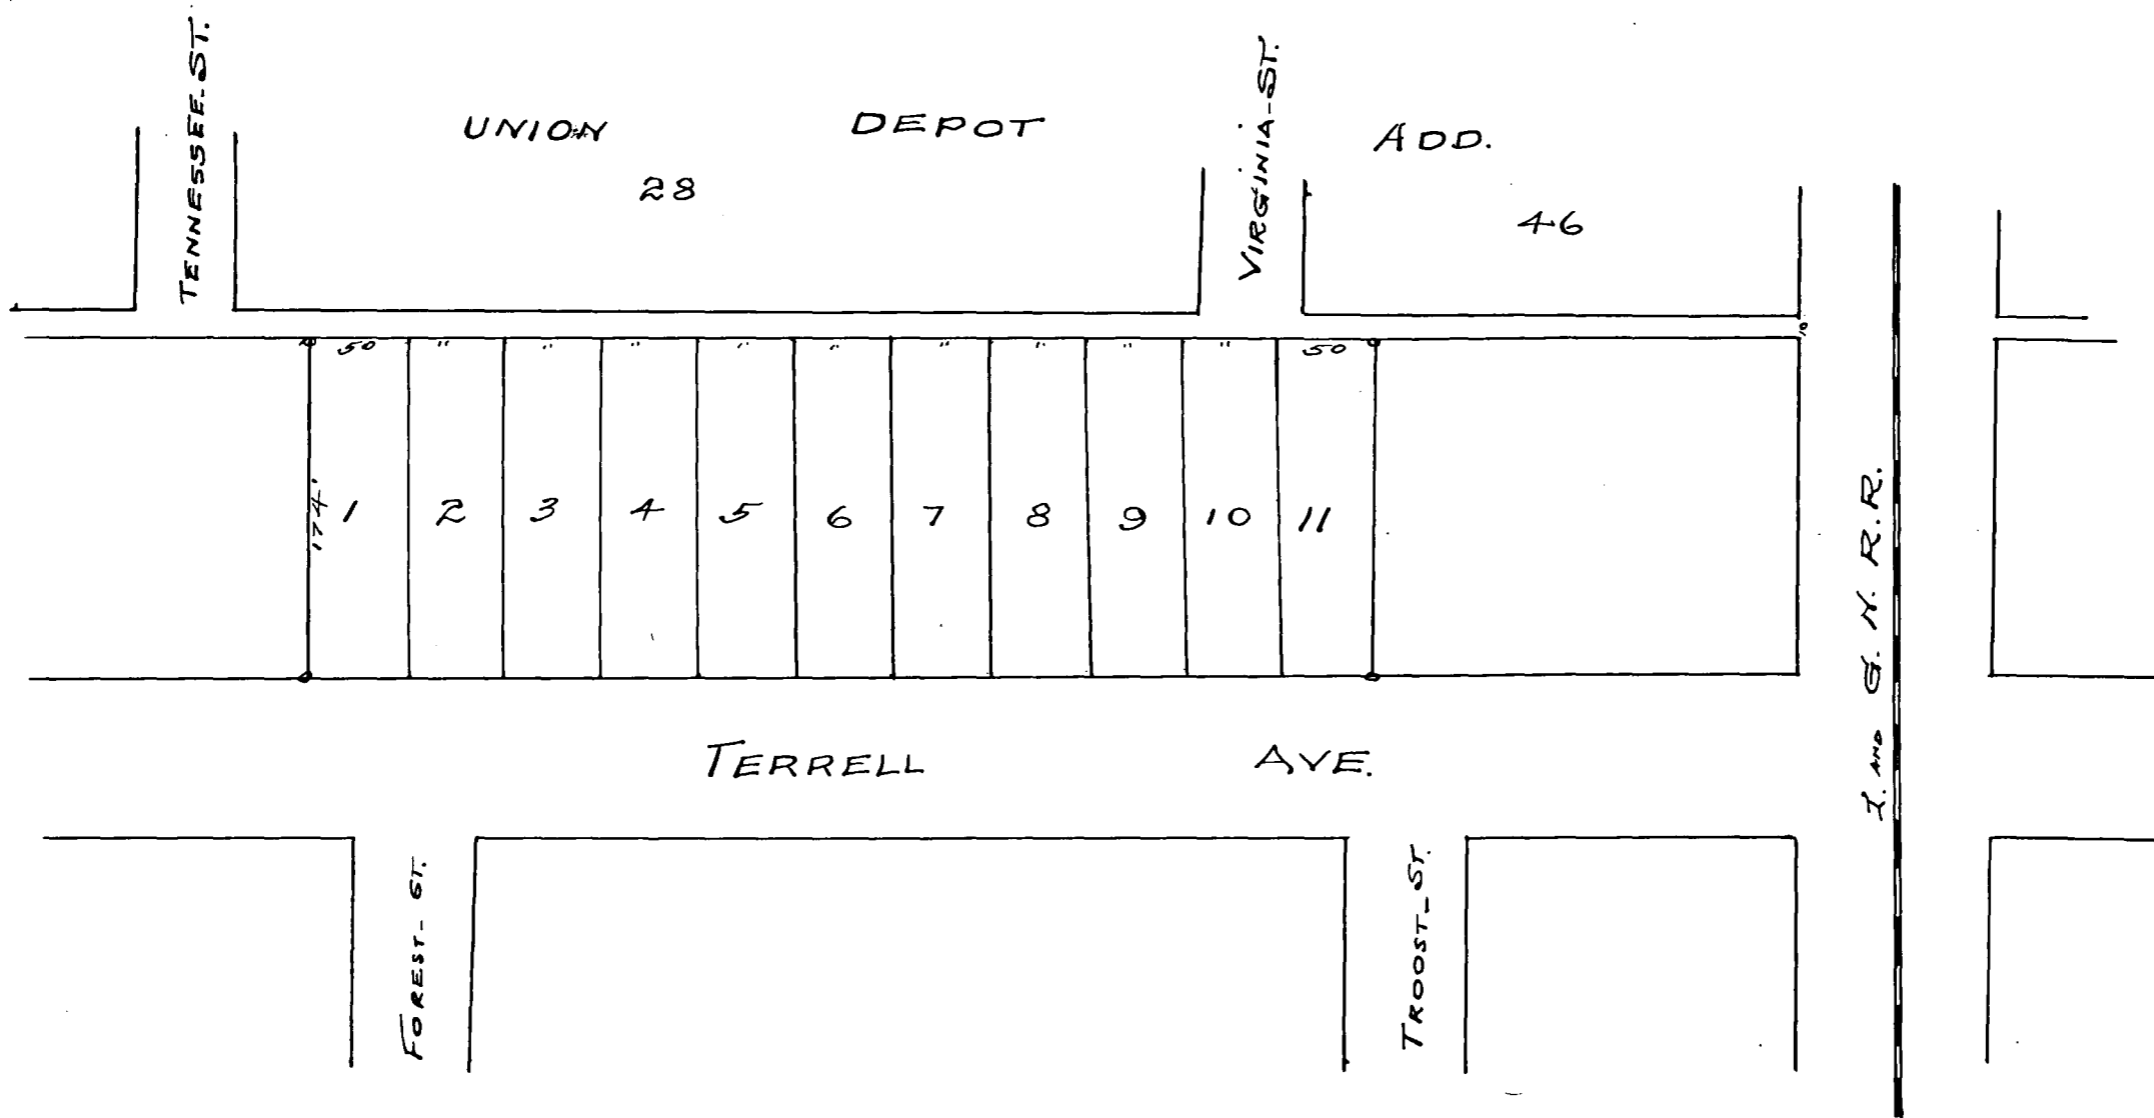 TENNESSEE-ST.
UNION DEPOT ADD.
VIRGINIA-ST.
28
46
10
50 " " " " " " " " " 50
174'
1 2 3 4 5 6 7 8 9 10 11
I. AND G. N. R.R.
TERRELL AVE.
FOREST-ST.
TROOST-ST.